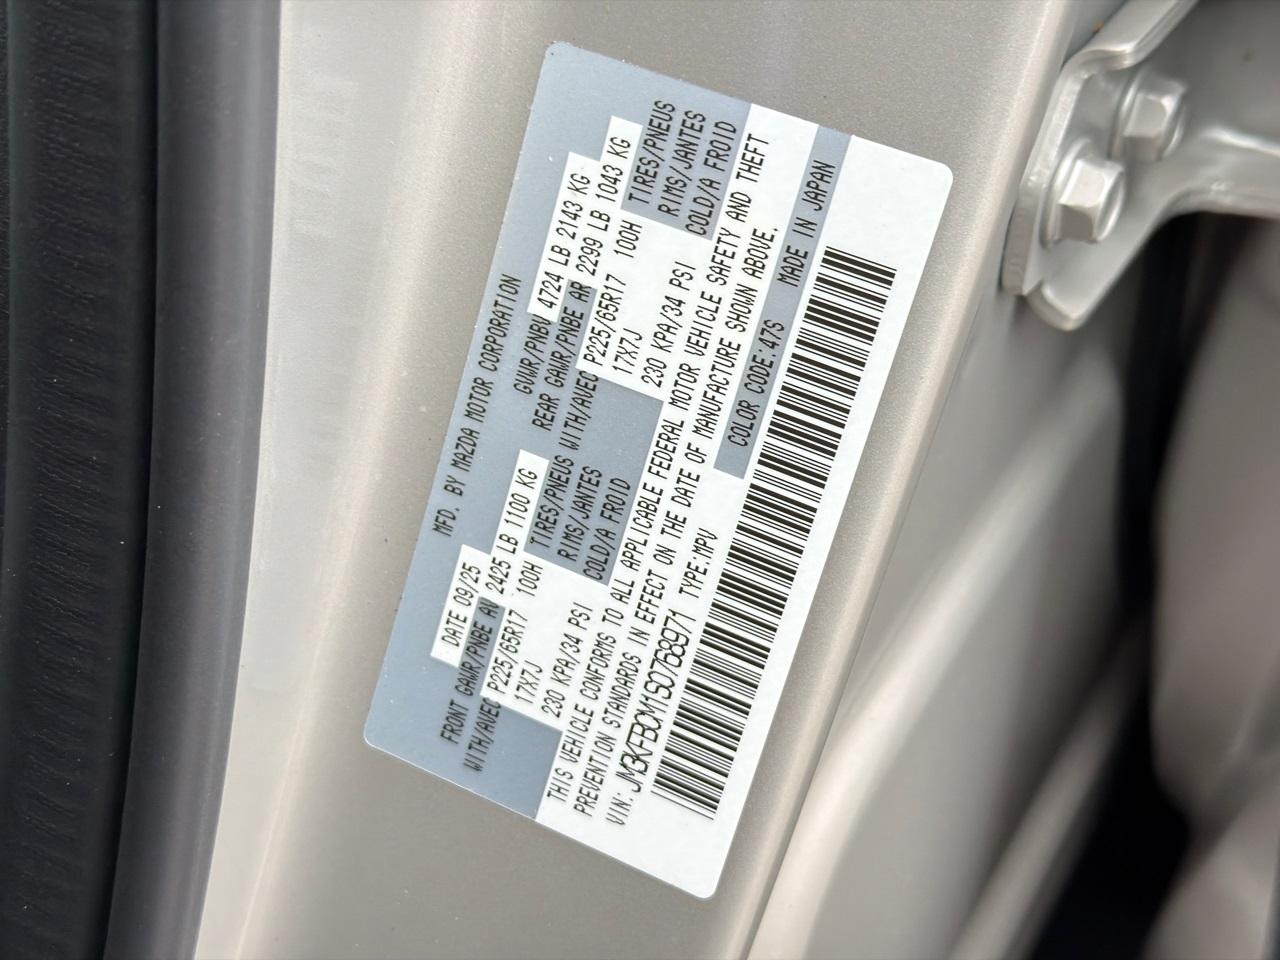 MFD. BY MAZDA MOTOR CORPORATION
DATE 09/25 GVWR/PNBV 4724 LB 2143 KG
FRONT GAWR/PNBE AV 2425 LB 1100 KG REAR GAWR/PNBE AR 2299 LB 1043 KG
WITH/AVEC P225/65R17 100H TIRES/PNEUS WITH/AVEC P225/65R17 100H TIRES/PNEUS
17X7J RIMS/JANTES 17X7J RIMS/JANTES
230 KPA/34 PSI COLD/A FROID 230 KPA/34 PSI COLD/A FROID
THIS VEHICLE CONFORMS TO ALL APPLICABLE FEDERAL MOTOR VEHICLE SAFETY AND THEFT
PREVENTION STANDARDS IN EFFECT ON THE DATE OF MANUFACTURE SHOWN ABOVE.
VIN: JM3KFBCM1S0768971 TYPE:MPV COLOR CODE:47S MADE IN JAPAN